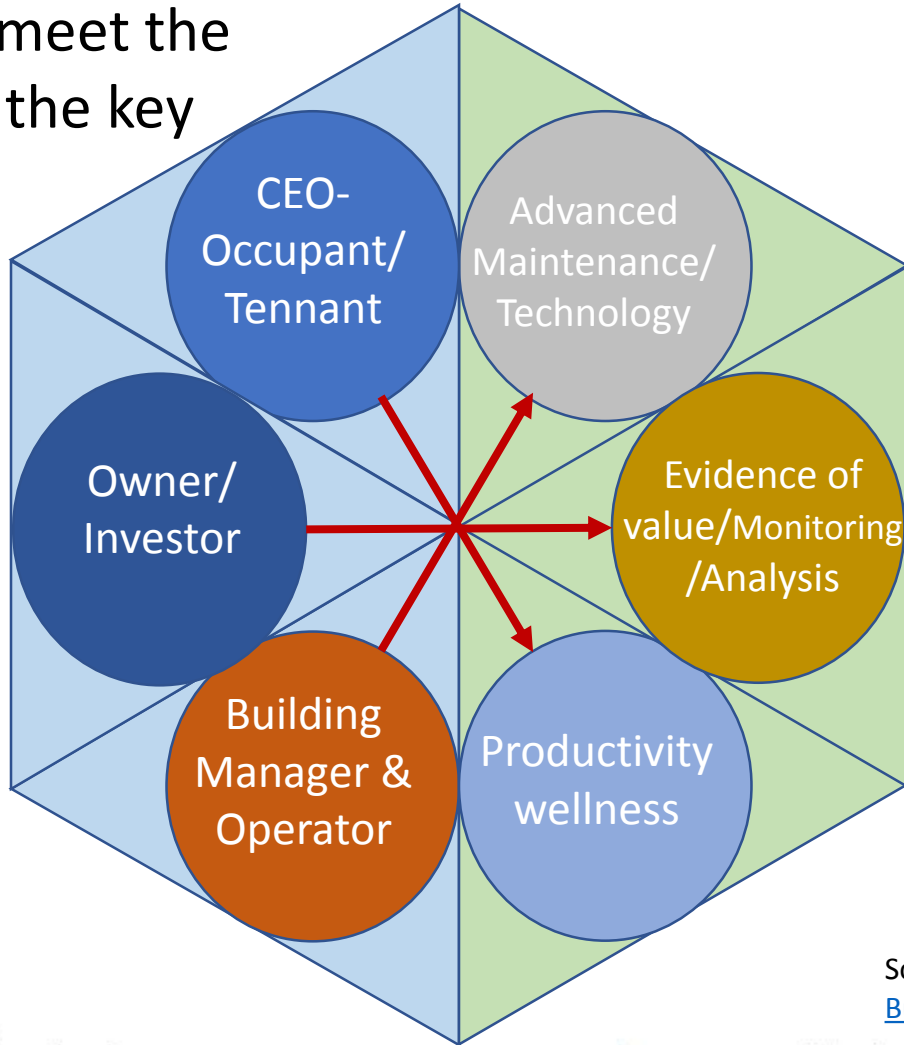 meet the
the key
CEO-
Occupant/
Tennant
Advanced
Maintenance/
Technology
Owner/
Investor
Evidence of
value/Monitoring
/Analysis
Building
Manager &
Operator
Productivity
wellness